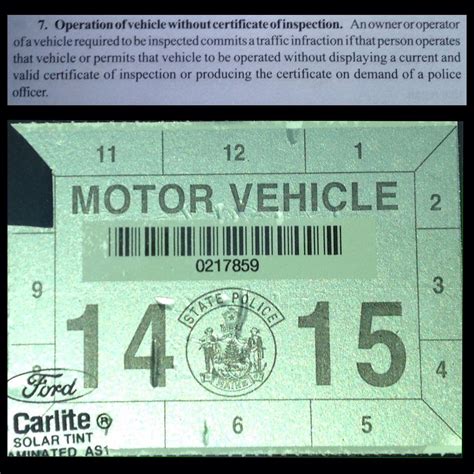 7. Operation of vehicle without certificate of inspection. An owner or operator
of a vehicle required to be inspected commits a traffic infraction if that person operates
that vehicle or permits that vehicle to be operated without displaying a current and
valid certificate of inspection or producing the certificate on demand of a police
officer.
11 12 1
MOTOR VEHICLE 2
0217859
9 3
STATE POLICE
14 15
MAINE
4
Ford
Carlite ®
SOLAR TINT
6 5
AMINATED AS1